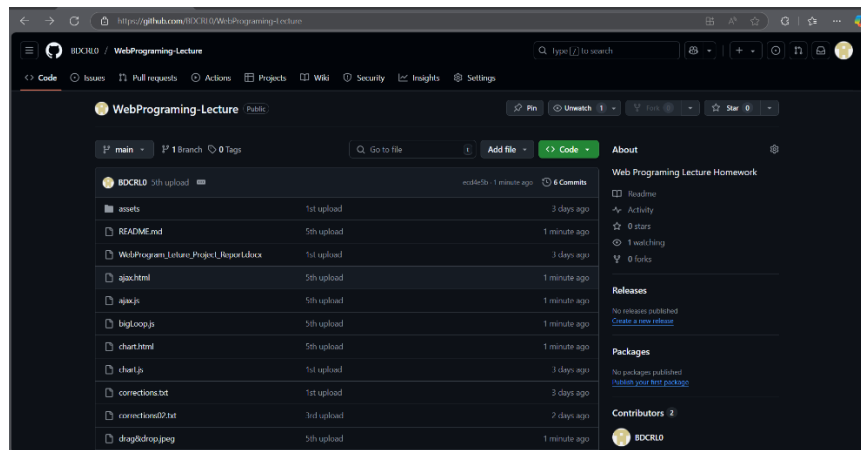 https://github.com/BDCRL0/WebPrograming-Lecture
BDCRL0 / WebPrograming-Lecture
Type / to search
Code Issues Pull requests Actions Projects Wiki Security Insights Settings
WebPrograming-Lecture Public
Pin Unwatch 1 Fork 0 Star 0
main 1 Branch 0 Tags Go to file t Add file Code
BDCRL0 5th upload ecd4e5b · 1 minute ago 6 Commits
assets 1st upload 3 days ago
README.md 5th upload 1 minute ago
WebProgram_Leture_Project_Report.docx 1st upload 3 days ago
ajax.html 5th upload 1 minute ago
ajax.js 5th upload 1 minute ago
bigLoop.js 5th upload 1 minute ago
chart.html 5th upload 1 minute ago
chart.js 1st upload 3 days ago
corrections.txt 1st upload 3 days ago
corrections02.txt 3rd upload 2 days ago
drag&drop.jpeg 5th upload 1 minute ago
About
Web Programing Lecture Homework
Readme
Activity
0 stars
1 watching
0 forks
Releases
No releases published
Create a new release
Packages
No packages published
Publish your first package
Contributors 2
BDCRL0